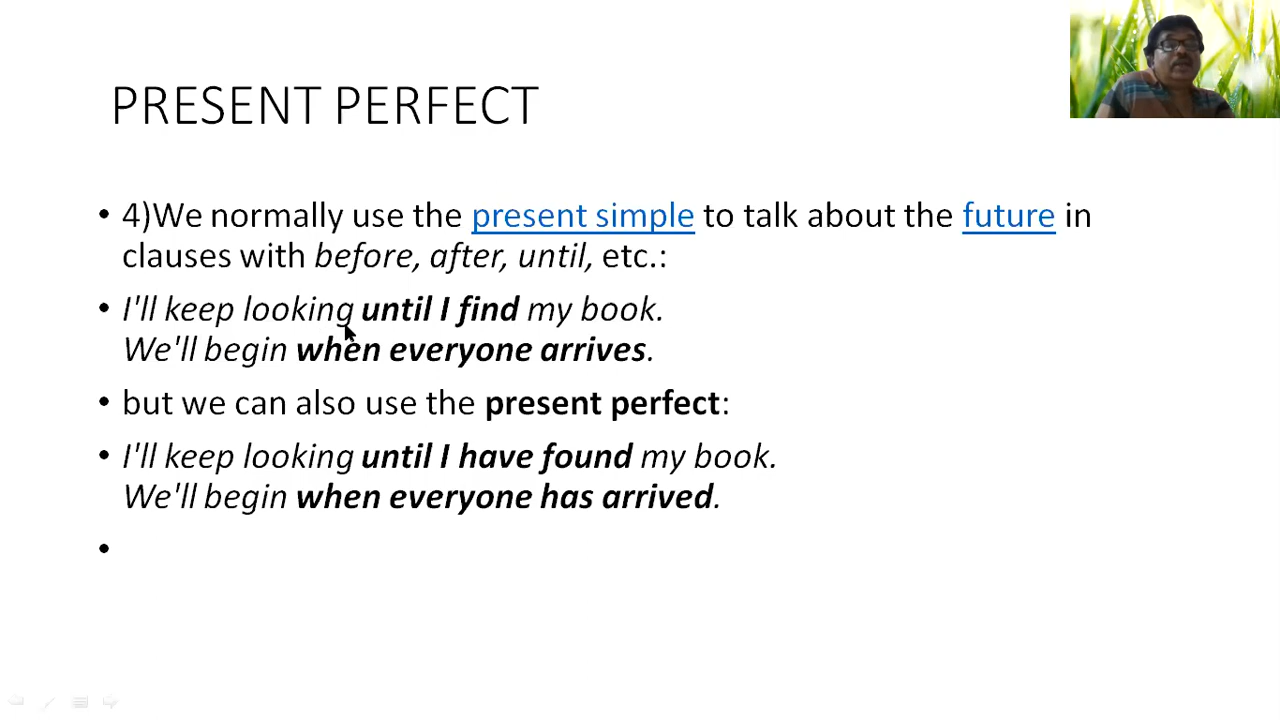 PRESENT PERFECT
• 4)We normally use the present simple to talk about the future in
clauses with before, after, until, etc.:
• I'll keep looking until I find my book.
We'll begin when everyone arrives.
• but we can also use the present perfect:
• I'll keep looking until I have found my book.
We'll begin when everyone has arrived.
•